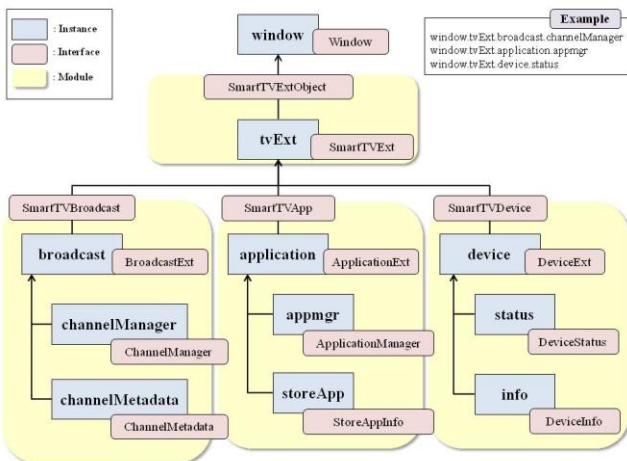 : Instance
: Interface
: Module
Example
window.tvExt.broadcast.channelManager
window.tvExt.application.appmgr
window.tvExt.device.status
window
Window
SmartTVExtObject
tvExt
SmartTVExt
SmartTVBroadcast
SmartTVApp
SmartTVDevice
broadcast
BroadcastExt
application
ApplicationExt
device
DeviceExt
channelManager
ChannelManager
appmgr
ApplicationManager
status
DeviceStatus
channelMetadata
ChannelMetadata
storeApp
StoreAppInfo
info
DeviceInfo